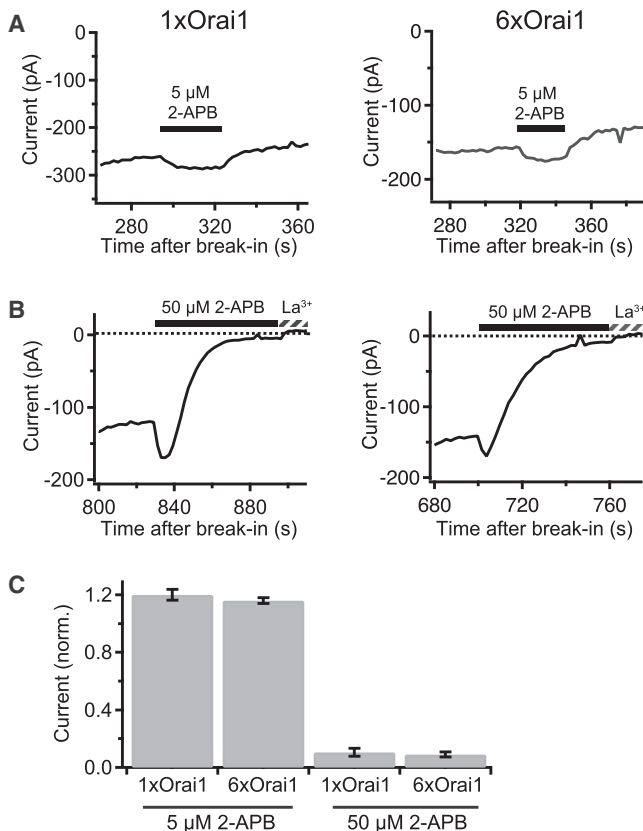 A
1xOrai1
6xOrai1
0
-100
-200
-300
Current (pA)
5 µM
2-APB
280
320
360
Time after break-in (s)
0
-100
-200
Current (pA)
5 µM
2-APB
280
320
360
Time after break-in (s)
B
50 µM 2-APB
La³⁺
0
-100
-200
Current (pA)
800
840
880
Time after break-in (s)
50 µM 2-APB
La³⁺
0
-100
-200
Current (pA)
680
720
760
Time after break-in (s)
C
1.2
0.8
0.4
0.0
Current (norm.)
1xOrai1
6xOrai1
1xOrai1
6xOrai1
5 µM 2-APB
50 µM 2-APB